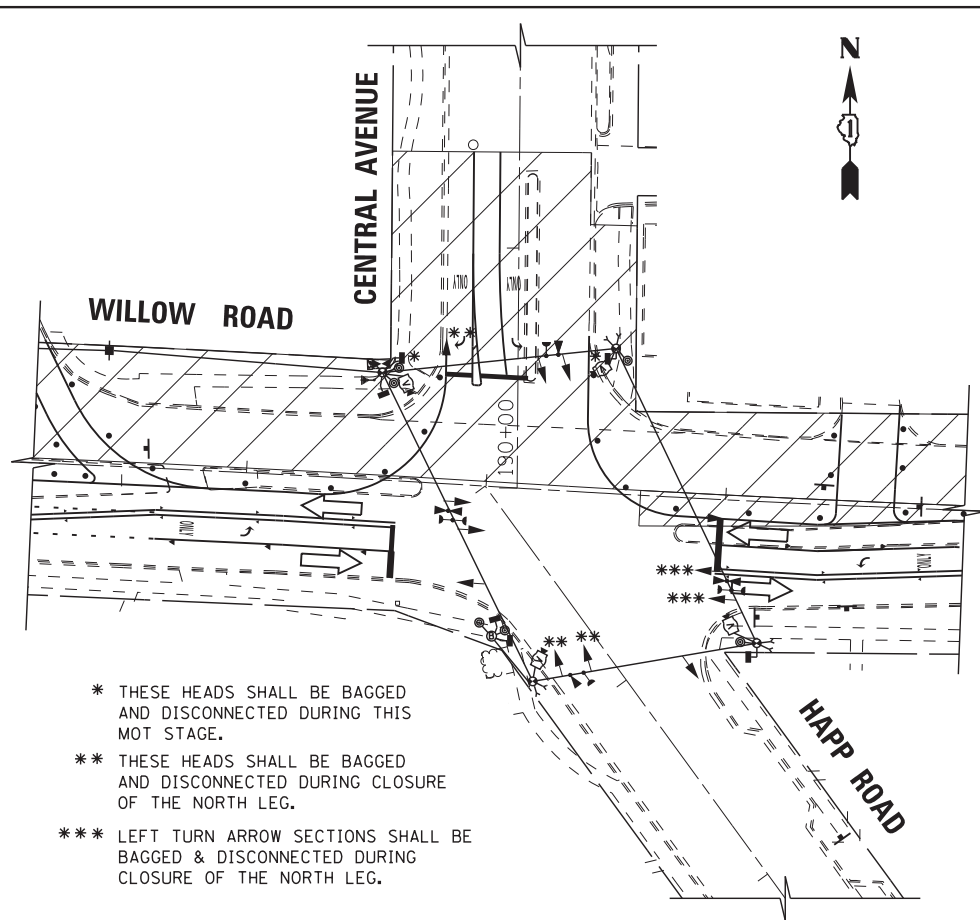 N
1
CENTRAL AVENUE
WILLOW ROAD
ONLY
ONLY
190+00
ONLY
ONLY
***
***
**
**
**
*
*
HAPP ROAD
* THESE HEADS SHALL BE BAGGED
AND DISCONNECTED DURING THIS
MOT STAGE.
** THESE HEADS SHALL BE BAGGED
AND DISCONNECTED DURING CLOSURE
OF THE NORTH LEG.
*** LEFT TURN ARROW SECTIONS SHALL BE
BAGGED & DISCONNECTED DURING
CLOSURE OF THE NORTH LEG.